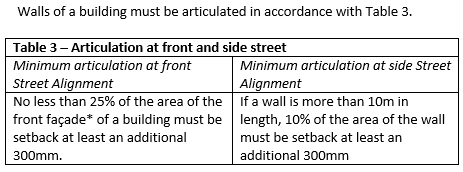 Walls of a building must be articulated in accordance with Table 3.
Table 3 – Articulation at front and side street
Minimum articulation at front
Street Alignment
Minimum articulation at side Street
Alignment
No less than 25% of the area of the
front façade* of a building must be
setback at least an additional
300mm.
If a wall is more than 10m in
length, 10% of the area of the wall
must be setback at least an
additional 300mm